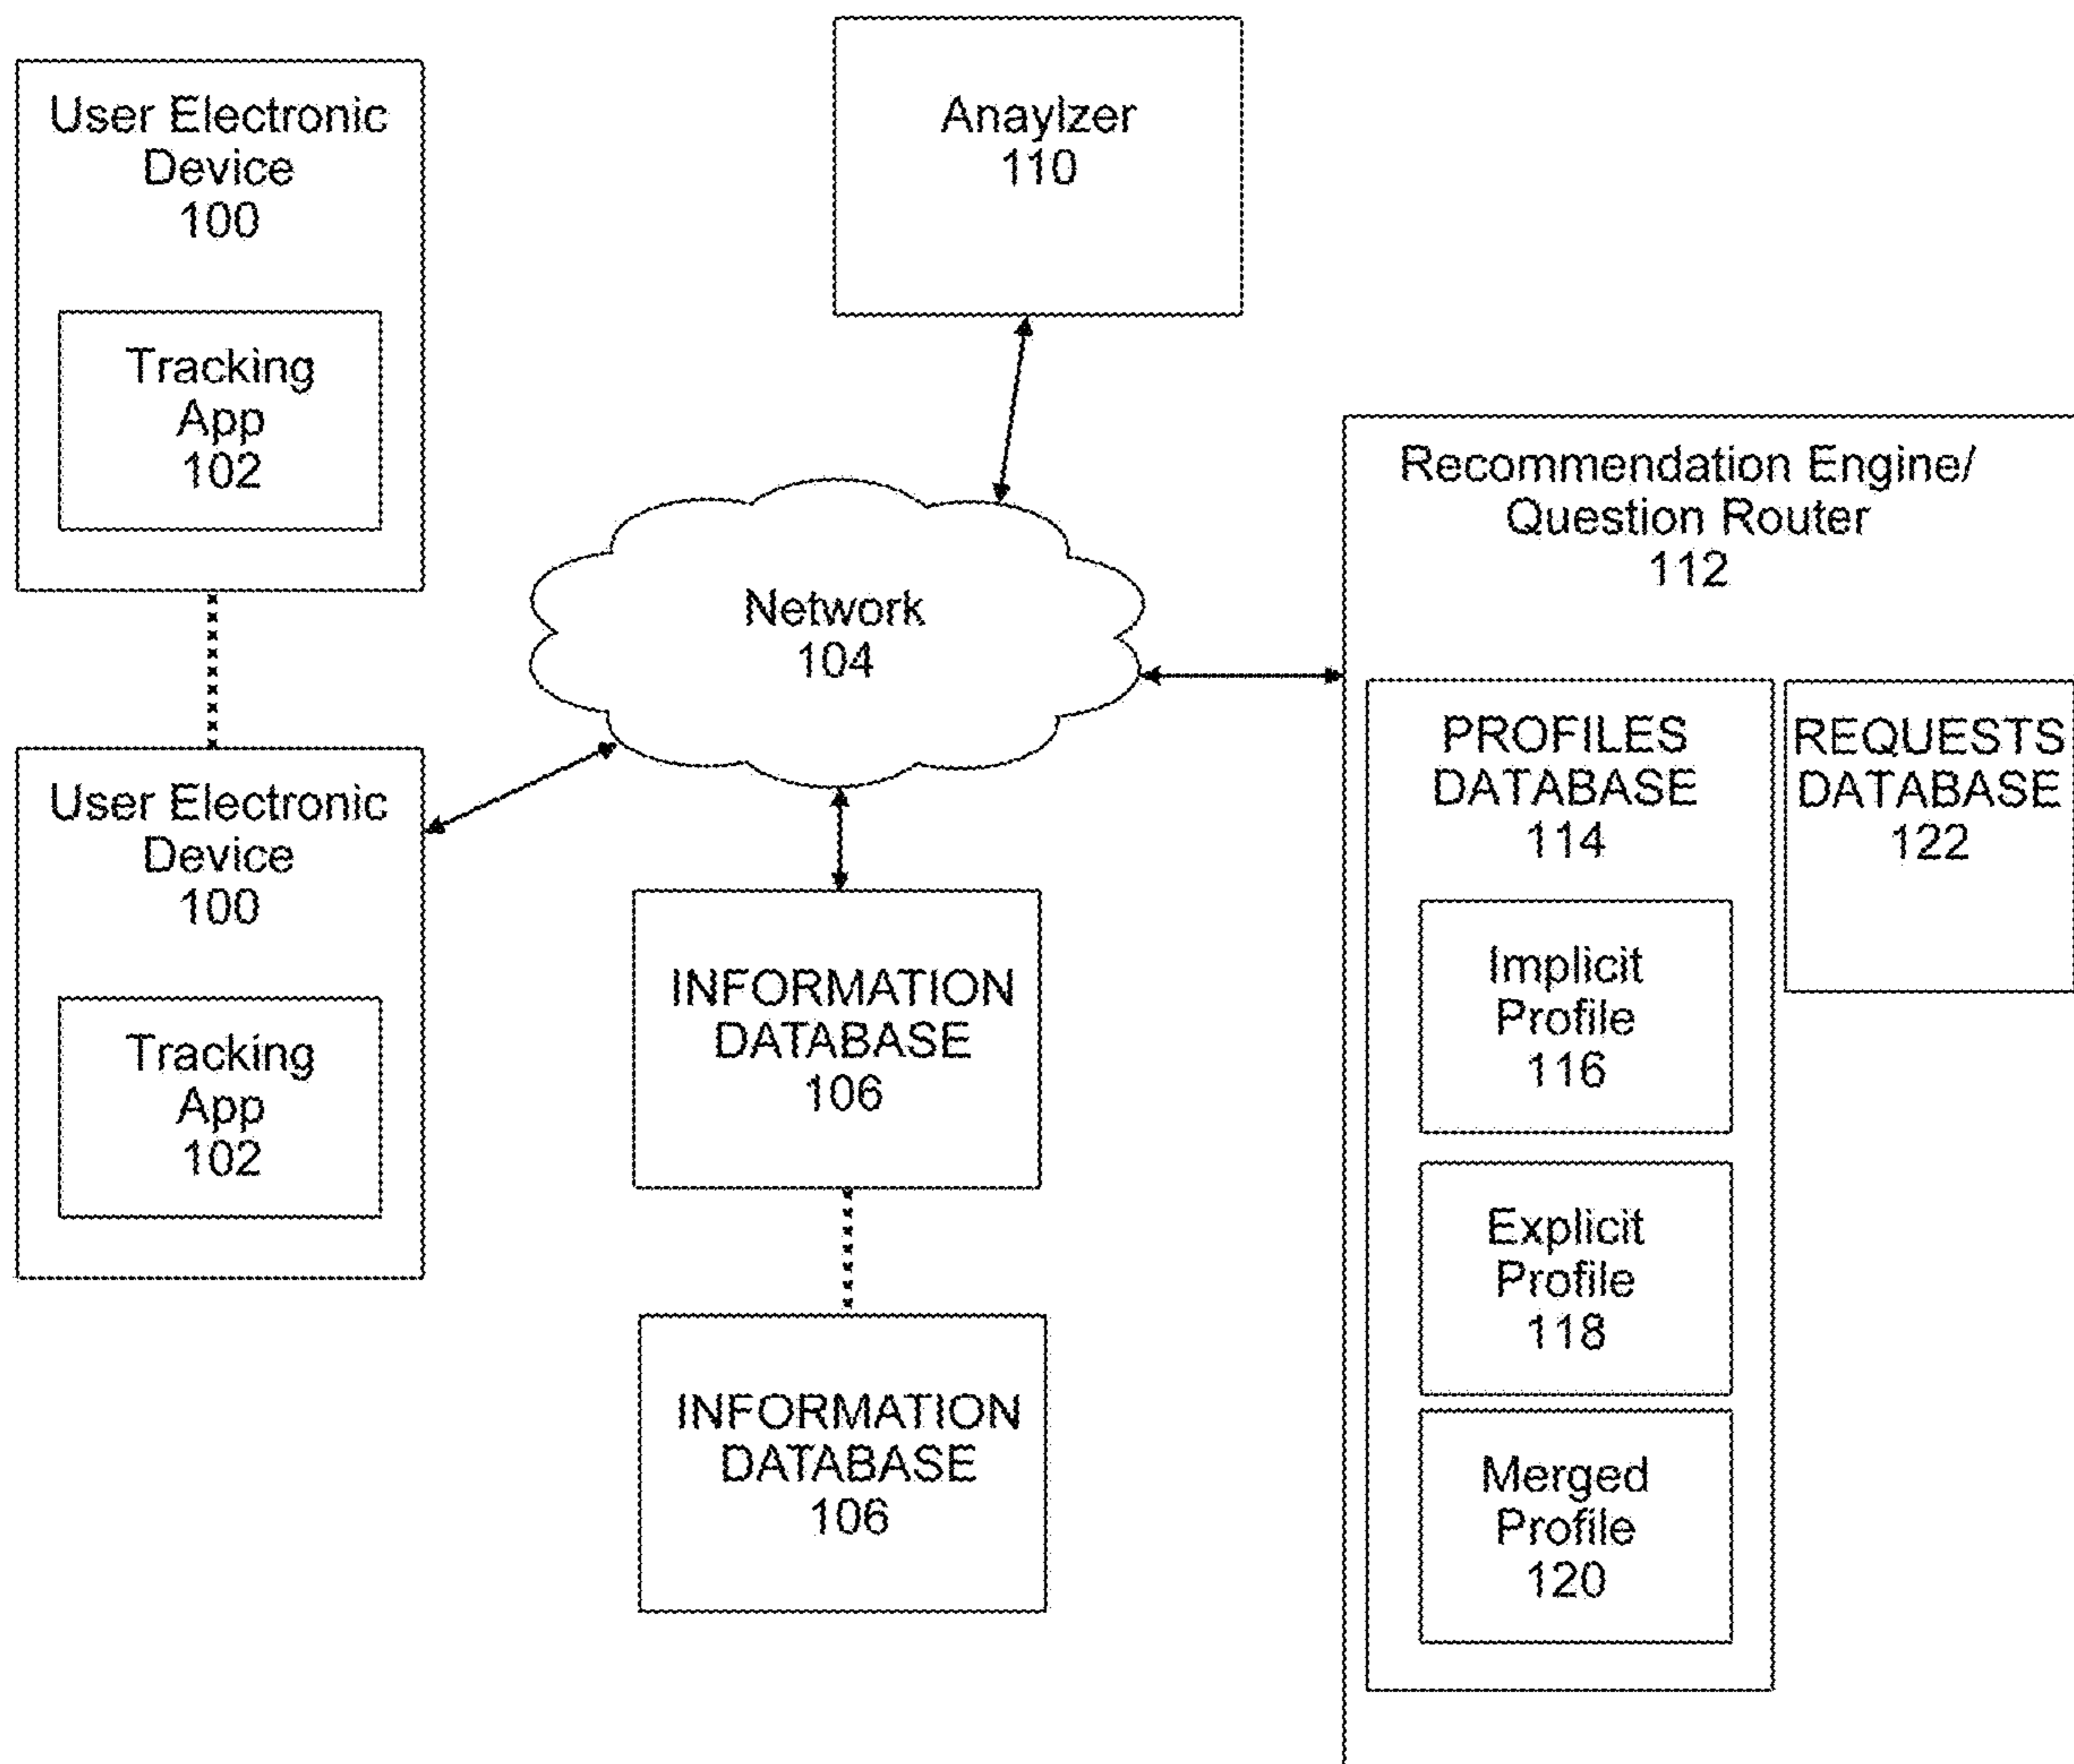 User Electronic
Device
100
Tracking
App
102
User Electronic
Device
100
Tracking
App
102
Anaylzer
110
Network
104
INFORMATION
DATABASE
106
INFORMATION
DATABASE
106
Recommendation Engine/
Question Router
112
PROFILES
DATABASE
114
Implicit
Profile
116
Explicit
Profile
118
Merged
Profile
120
REQUESTS
DATABASE
122